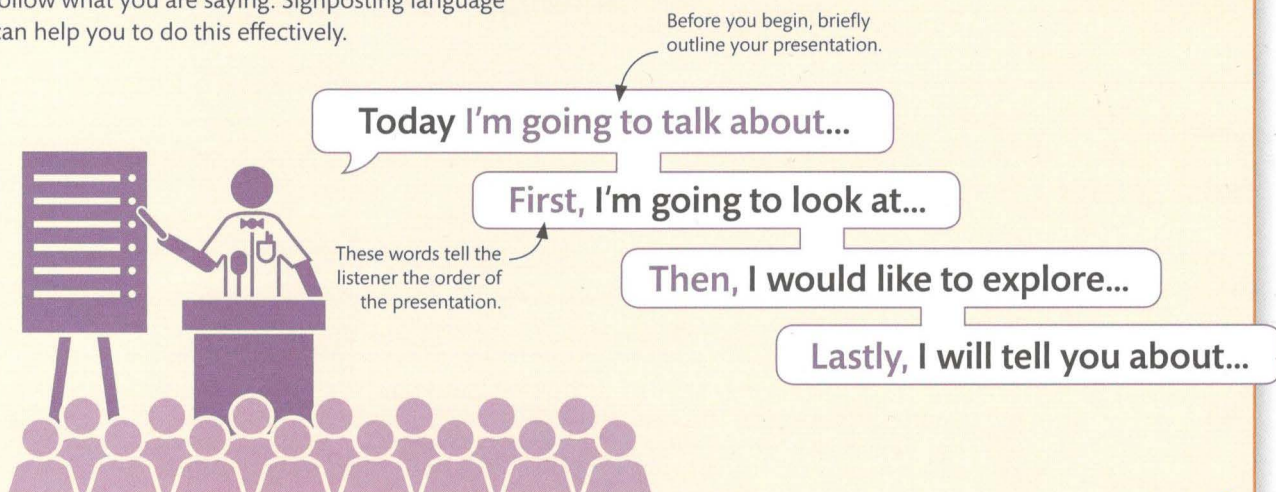 ollow what you are saying. Signposting language
can help you to do this effectively.
Before you begin, briefly
outline your presentation.
Today I'm going to talk about...
First, I'm going to look at...
These words tell the
listener the order of
the presentation.
Then, I would like to explore...
Lastly, I will tell you about...